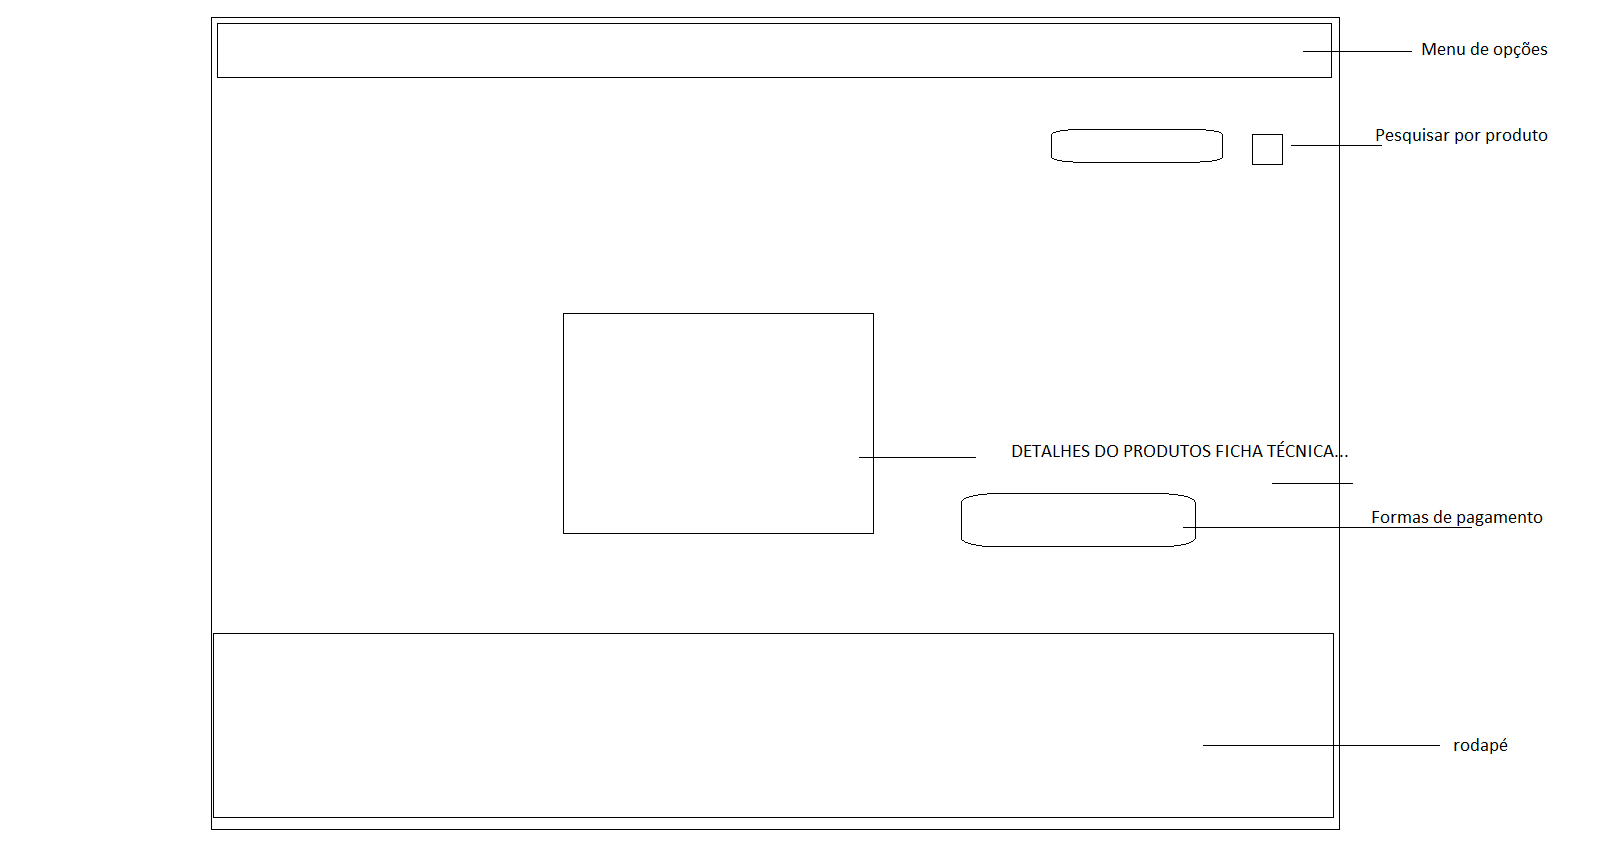 Menu de opções
Pesquisar por produto
DETALHES DO PRODUTOS FICHA TÉCNICA...
Formas de pagamento
rodapé